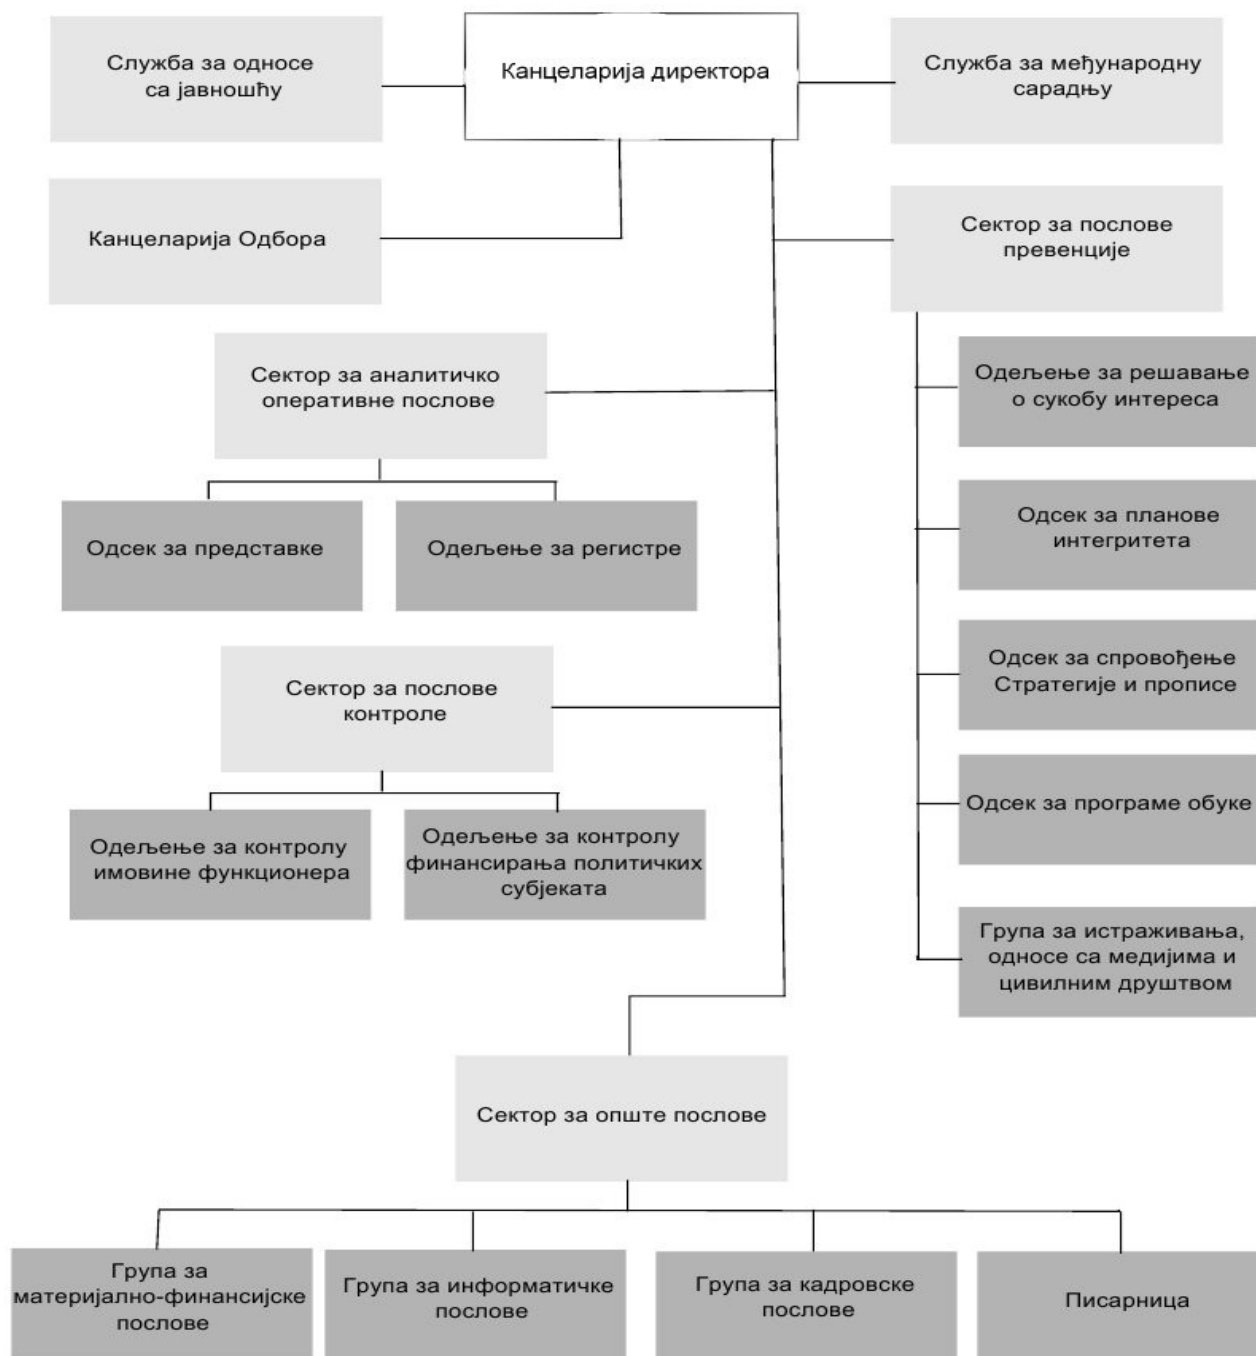 Служба за односе
са јавношћу
Канцеларија директора
Служба за међународну
сарадњу
Канцеларија Одбора
Сектор за послове
превенције
Сектор за аналитичко
оперативне послове
Одељење за решавање
о сукобу интереса
Одсек за представке
Одељење за регистре
Одсек за планове
интегритета
Сектор за послове
контроле
Одсек за спровођење
Стратегије и прописе
Одељење за контролу
имовине функционера
Одељење за контролу
финансирања политичких
субјеката
Одсек за програме обуке
Група за истраживања,
односе са медијима и
цивилним друштвом
Сектор за опште послове
Група за
материјално-финансијске
послове
Група за информатичке
послове
Група за кадровске
послове
Писарница